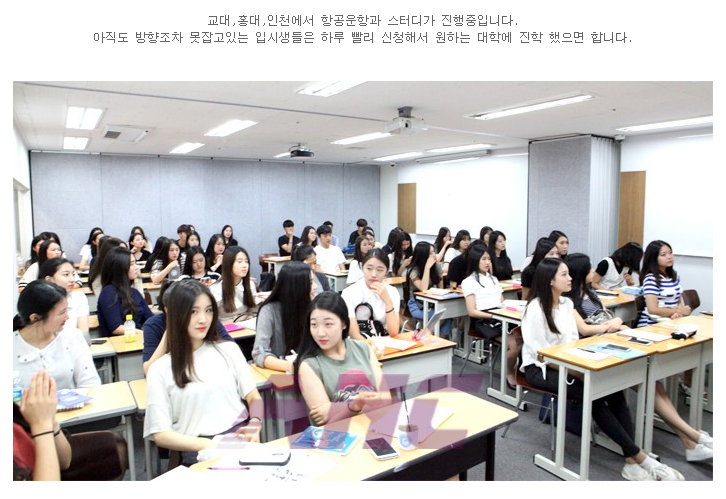 교대,홍대,인천에서 항공운항과 스터디가 진행중입니다.
아직도 방향조차 못잡고있는 입시생들은 하루 빨리 신청해서 원하는 대학에 진학 했으면 합니다.